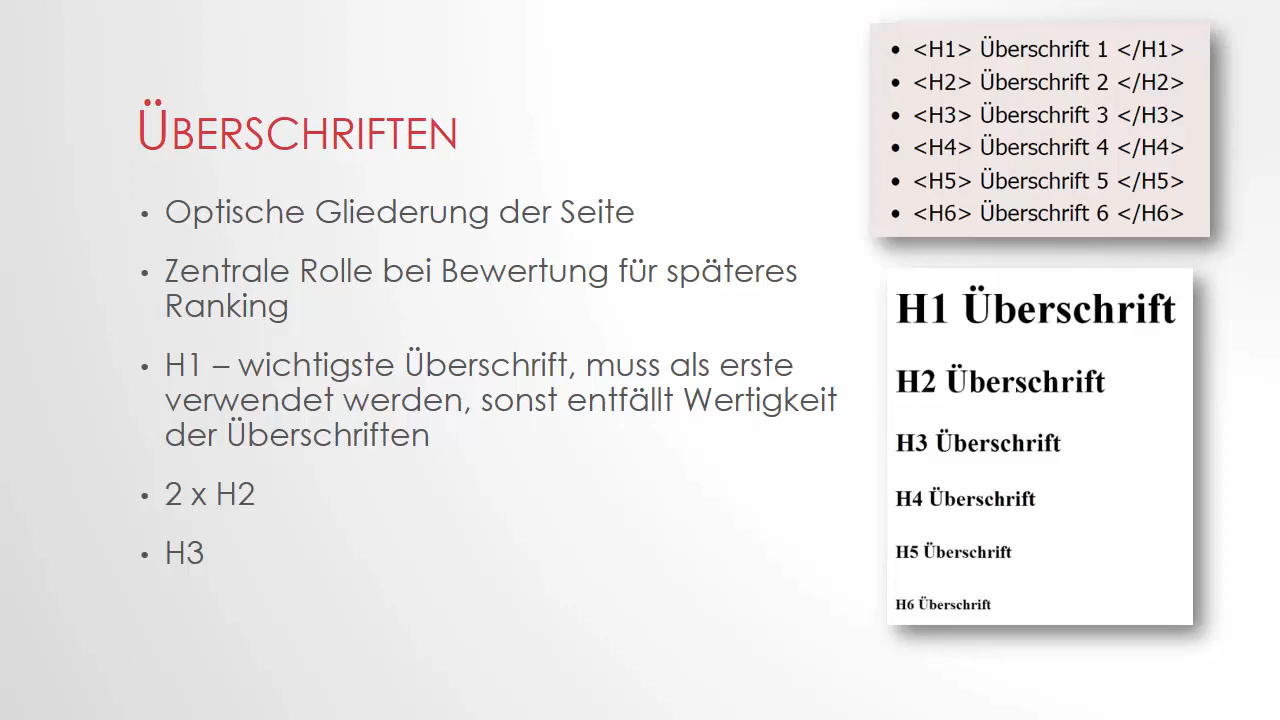 ÜBERSCHRIFTEN
• Optische Gliederung der Seite
• Zentrale Rolle bei Bewertung für späteres
Ranking
• H1 – wichtigste Überschrift, muss als erste
verwendet werden, sonst entfällt Wertigkeit
der Überschriften
• 2 x H2
• H3
• <H1> Überschrift 1 </H1>
• <H2> Überschrift 2 </H2>
• <H3> Überschrift 3 </H3>
• <H4> Überschrift 4 </H4>
• <H5> Überschrift 5 </H5>
• <H6> Überschrift 6 </H6>
H1 Überschrift
H2 Überschrift
H3 Überschrift
H4 Überschrift
H5 Überschrift
H6 Überschrift